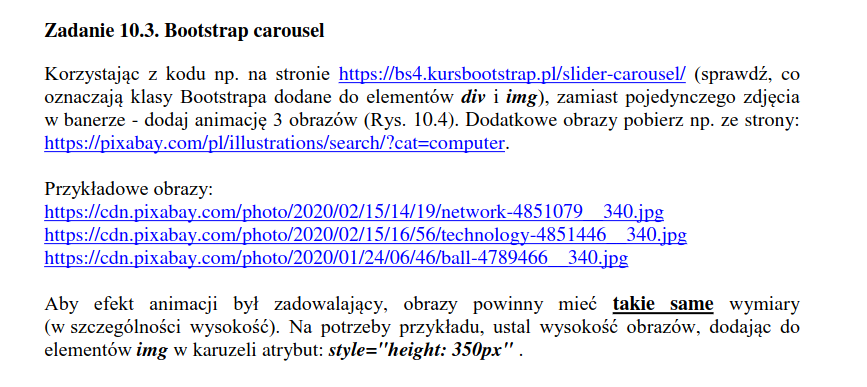 Zadanie 10.3. Bootstrap carousel
Korzystając z kodu np. na stronie https://bs4.kursbootstrap.pl/slider-carousel/ (sprawdź, co
oznaczają klasy Bootstrapa dodane do elementów div i img), zamiast pojedynczego zdjęcia
w banerze - dodaj animację 3 obrazów (Rys. 10.4). Dodatkowe obrazy pobierz np. ze strony:
https://pixabay.com/pl/illustrations/search/?cat=computer.
Przykładowe obrazy:
https://cdn.pixabay.com/photo/2020/02/15/14/19/network-4851079__340.jpg
https://cdn.pixabay.com/photo/2020/02/15/16/56/technology-4851446__340.jpg
https://cdn.pixabay.com/photo/2020/01/24/06/46/ball-4789466__340.jpg
Aby efekt animacji był zadowalający, obrazy powinny mieć takie same wymiary
(w szczególności wysokość). Na potrzeby przykładu, ustal wysokość obrazów, dodając do
elementów img w karuzeli atrybut: style="height: 350px" .